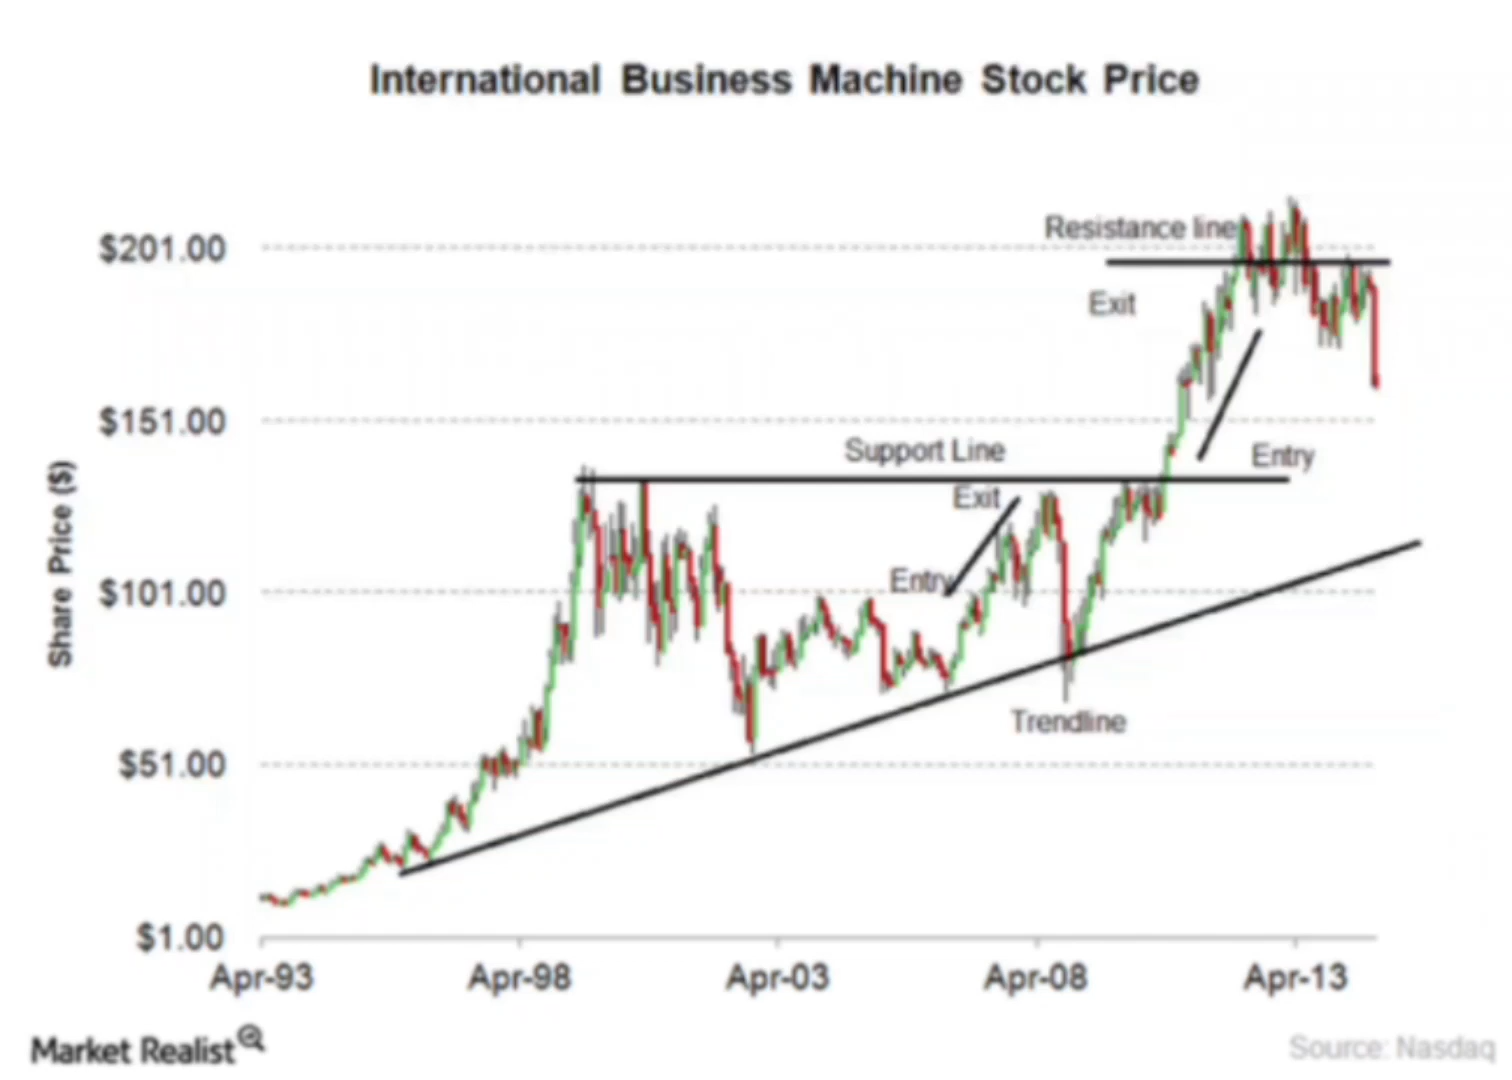 International Business Machine Stock Price
Share Price ($)
$201.00
$151.00
$101.00
$51.00
$1.00
Resistance line
Exit
Support Line
Entry
Exit
Entry
Trendline
Apr-93
Apr-98
Apr-03
Apr-08
Apr-13
Market Realist
Source: Nasdaq